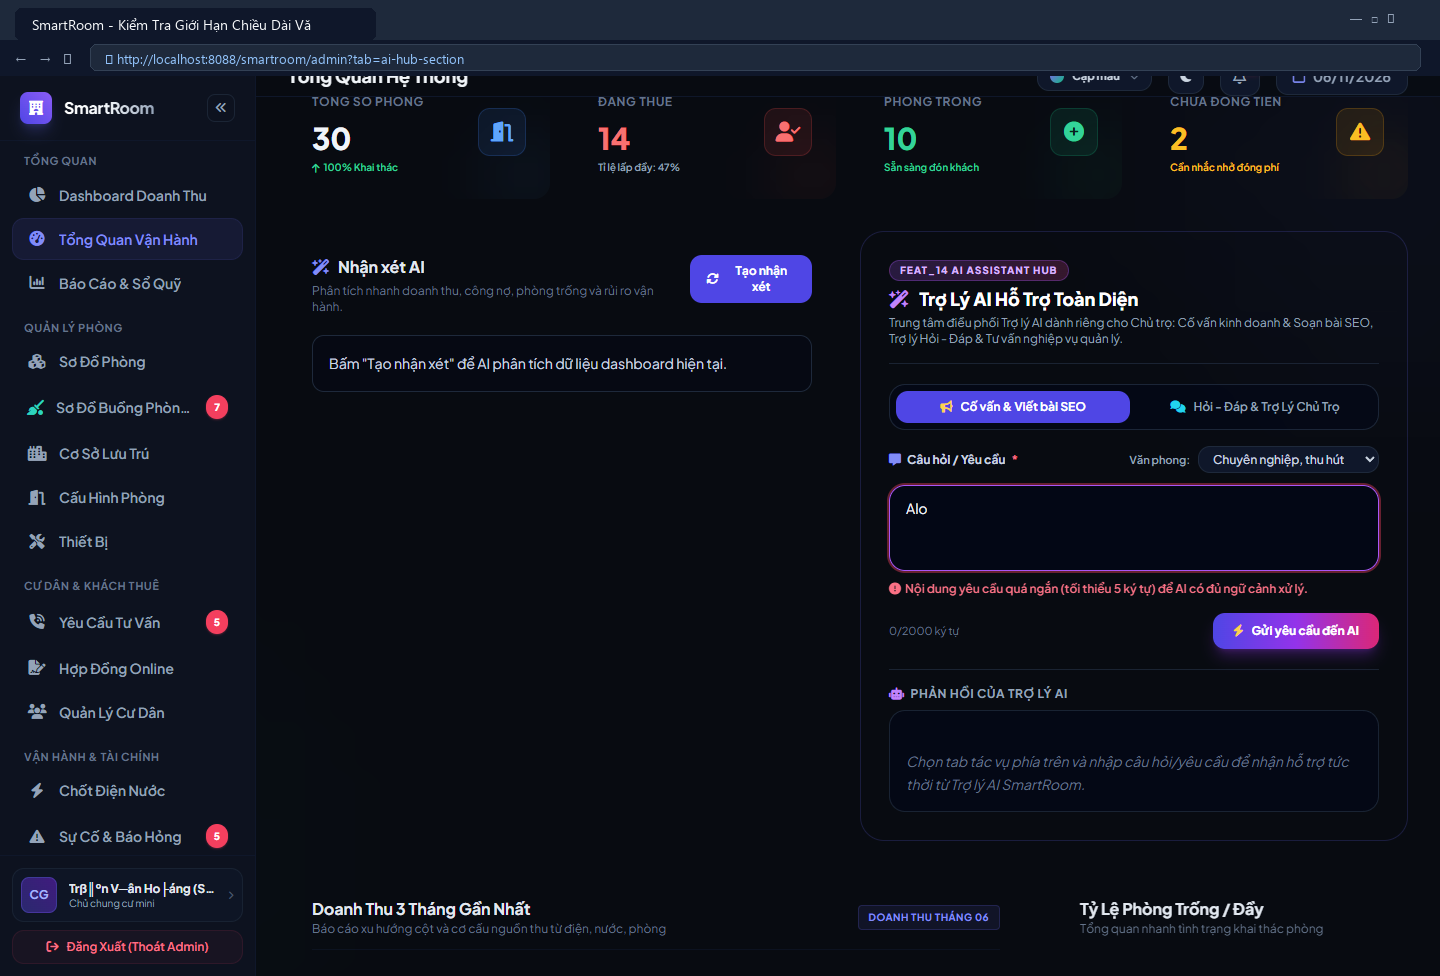 SmartRoom - Kiểm Tra Giới Hạn Chiều Dài Vă
http://localhost:8088/smartroom/admin?tab=ai-hub-section
SmartRoom
TỔNG QUAN
Dashboard Doanh Thu
Tổng Quan Vận Hành
Báo Cáo & Sổ Quỹ
QUẢN LÝ PHÒNG
Sơ Đồ Phòng
Sơ Đồ Buồng Phòn... 7
Cơ Sở Lưu Trú
Cấu Hình Phòng
Thiết Bị
CƯ DÂN & KHÁCH THUÊ
Yêu Cầu Tư Vấn 5
Hợp Đồng Online
Quản Lý Cư Dân
VẬN HÀNH & TÀI CHÍNH
Chốt Điện Nước
Sự Cố & Báo Hỏng 5
CG
Trß║ºn V─ân Ho├áng (S...
Chủ chung cư mini
Đăng Xuất (Thoát Admin)
Tổng Quan Hệ Thống
Cạp màu
06/11/2026
TỔNG SỐ PHÒNG
30
100% Khai thác
ĐANG THUÊ
14
Tỉ lệ lấp đầy: 47%
PHÒNG TRỐNG
10
Sẵn sàng đón khách
CHƯA ĐÓNG TIỀN
2
Cần nhắc nhở đóng phí
Nhận xét AI
Phân tích nhanh doanh thu, công nợ, phòng trống và rủi ro vận
hành.
Tạo nhận
xét
Bấm "Tạo nhận xét" để AI phân tích dữ liệu dashboard hiện tại.
FEAT_14 AI ASSISTANT HUB
Trợ Lý AI Hỗ Trợ Toàn Diện
Trung tâm điều phối Trợ lý AI dành riêng cho Chủ trọ: Cố vấn kinh doanh & Soạn bài SEO,
Trợ lý Hỏi - Đáp & Tư vấn nghiệp vụ quản lý.
Cố vấn & Viết bài SEO
Hỏi - Đáp & Trợ Lý Chủ Trọ
Câu hỏi / Yêu cầu *
Văn phong:
Chuyên nghiệp, thu hút
Alo
Nội dung yêu cầu quá ngắn (tối thiểu 5 ký tự) để AI có đủ ngữ cảnh xử lý.
0/2000 ký tự
Gửi yêu cầu đến AI
PHẢN HỒI CỦA TRỢ LÝ AI
Chọn tab tác vụ phía trên và nhập câu hỏi/yêu cầu để nhận hỗ trợ tức
thời từ Trợ lý AI SmartRoom.
Doanh Thu 3 Tháng Gần Nhất
Báo cáo xu hướng cột và cơ cấu nguồn thu từ điện, nước, phòng
DOANH THU THÁNG 06
Tỷ Lệ Phòng Trống / Đầy
Tổng quan nhanh tình trạng khai thác phòng